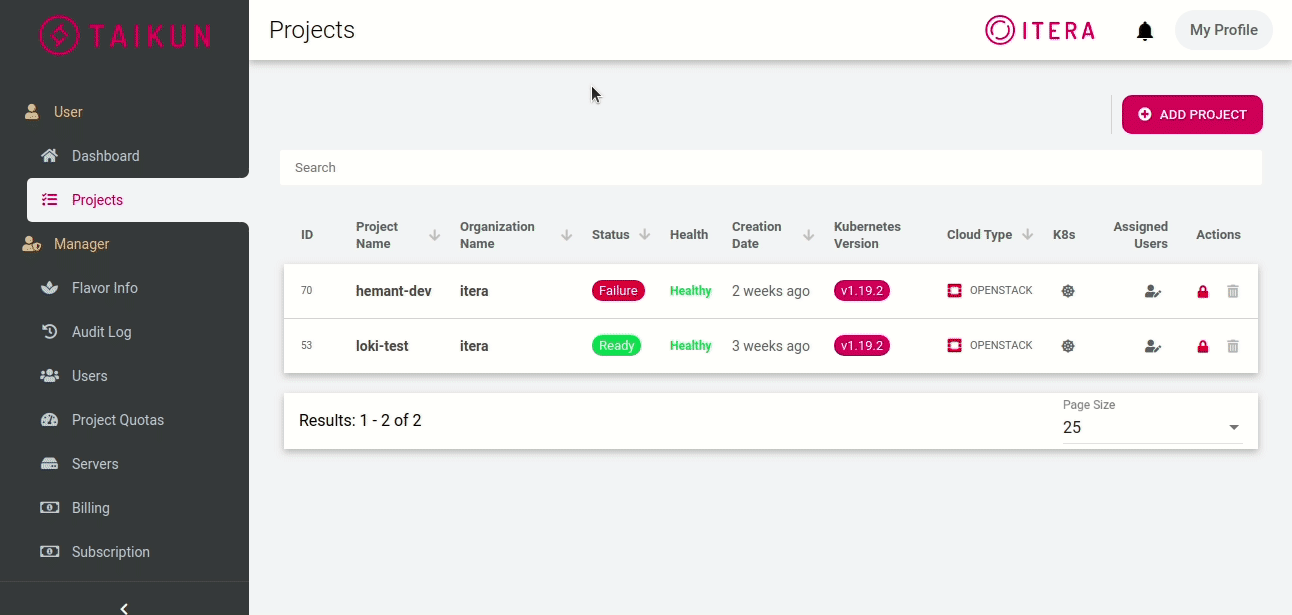 TAIKUN
Projects
ITERA
My Profile
User
Dashboard
Projects
Manager
Flavor Info
Audit Log
Users
Project Quotas
Servers
Billing
Subscription
ADD PROJECT
Search
ID Project Name Organization Name Status Health Creation Date Kubernetes Version Cloud Type K8s Assigned Users Actions
70 hemant-dev itera Failure Healthy 2 weeks ago v1.19.2 OPENSTACK
53 loki-test itera Ready Healthy 3 weeks ago v1.19.2 OPENSTACK
Results: 1 - 2 of 2
Page Size
25